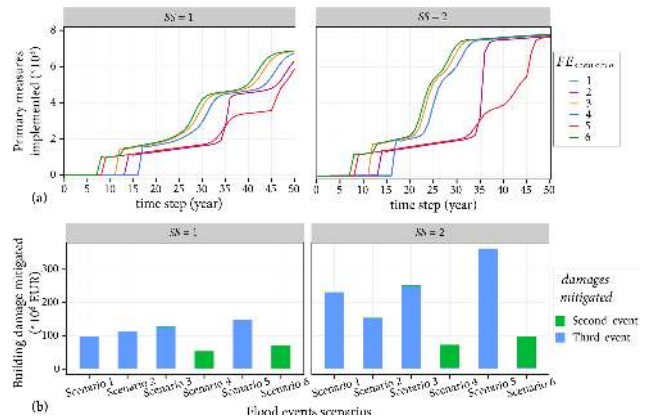 (a)
SS = 1
SS = 2
Primary measures
implemented (*10⁴)
0
2
4
6
8
0 5 10 15 20 25 30 35 40 45 50
0 5 10 15 20 25 30 35 40 45 50
time step (year)
time step (year)
FE
1
2
3
4
5
6
(b)
SS = 1
SS = 2
Building damage mitigated
(*10⁶ EUR)
300
200
100
0
Scenario 1 Scenario 2 Scenario 3 Scenario 4 Scenario 5 Scenario 6
Scenario 1 Scenario 2 Scenario 3 Scenario 4 Scenario 5 Scenario 6
Flood events scenarios
damages
mitigated
Second event
Third event